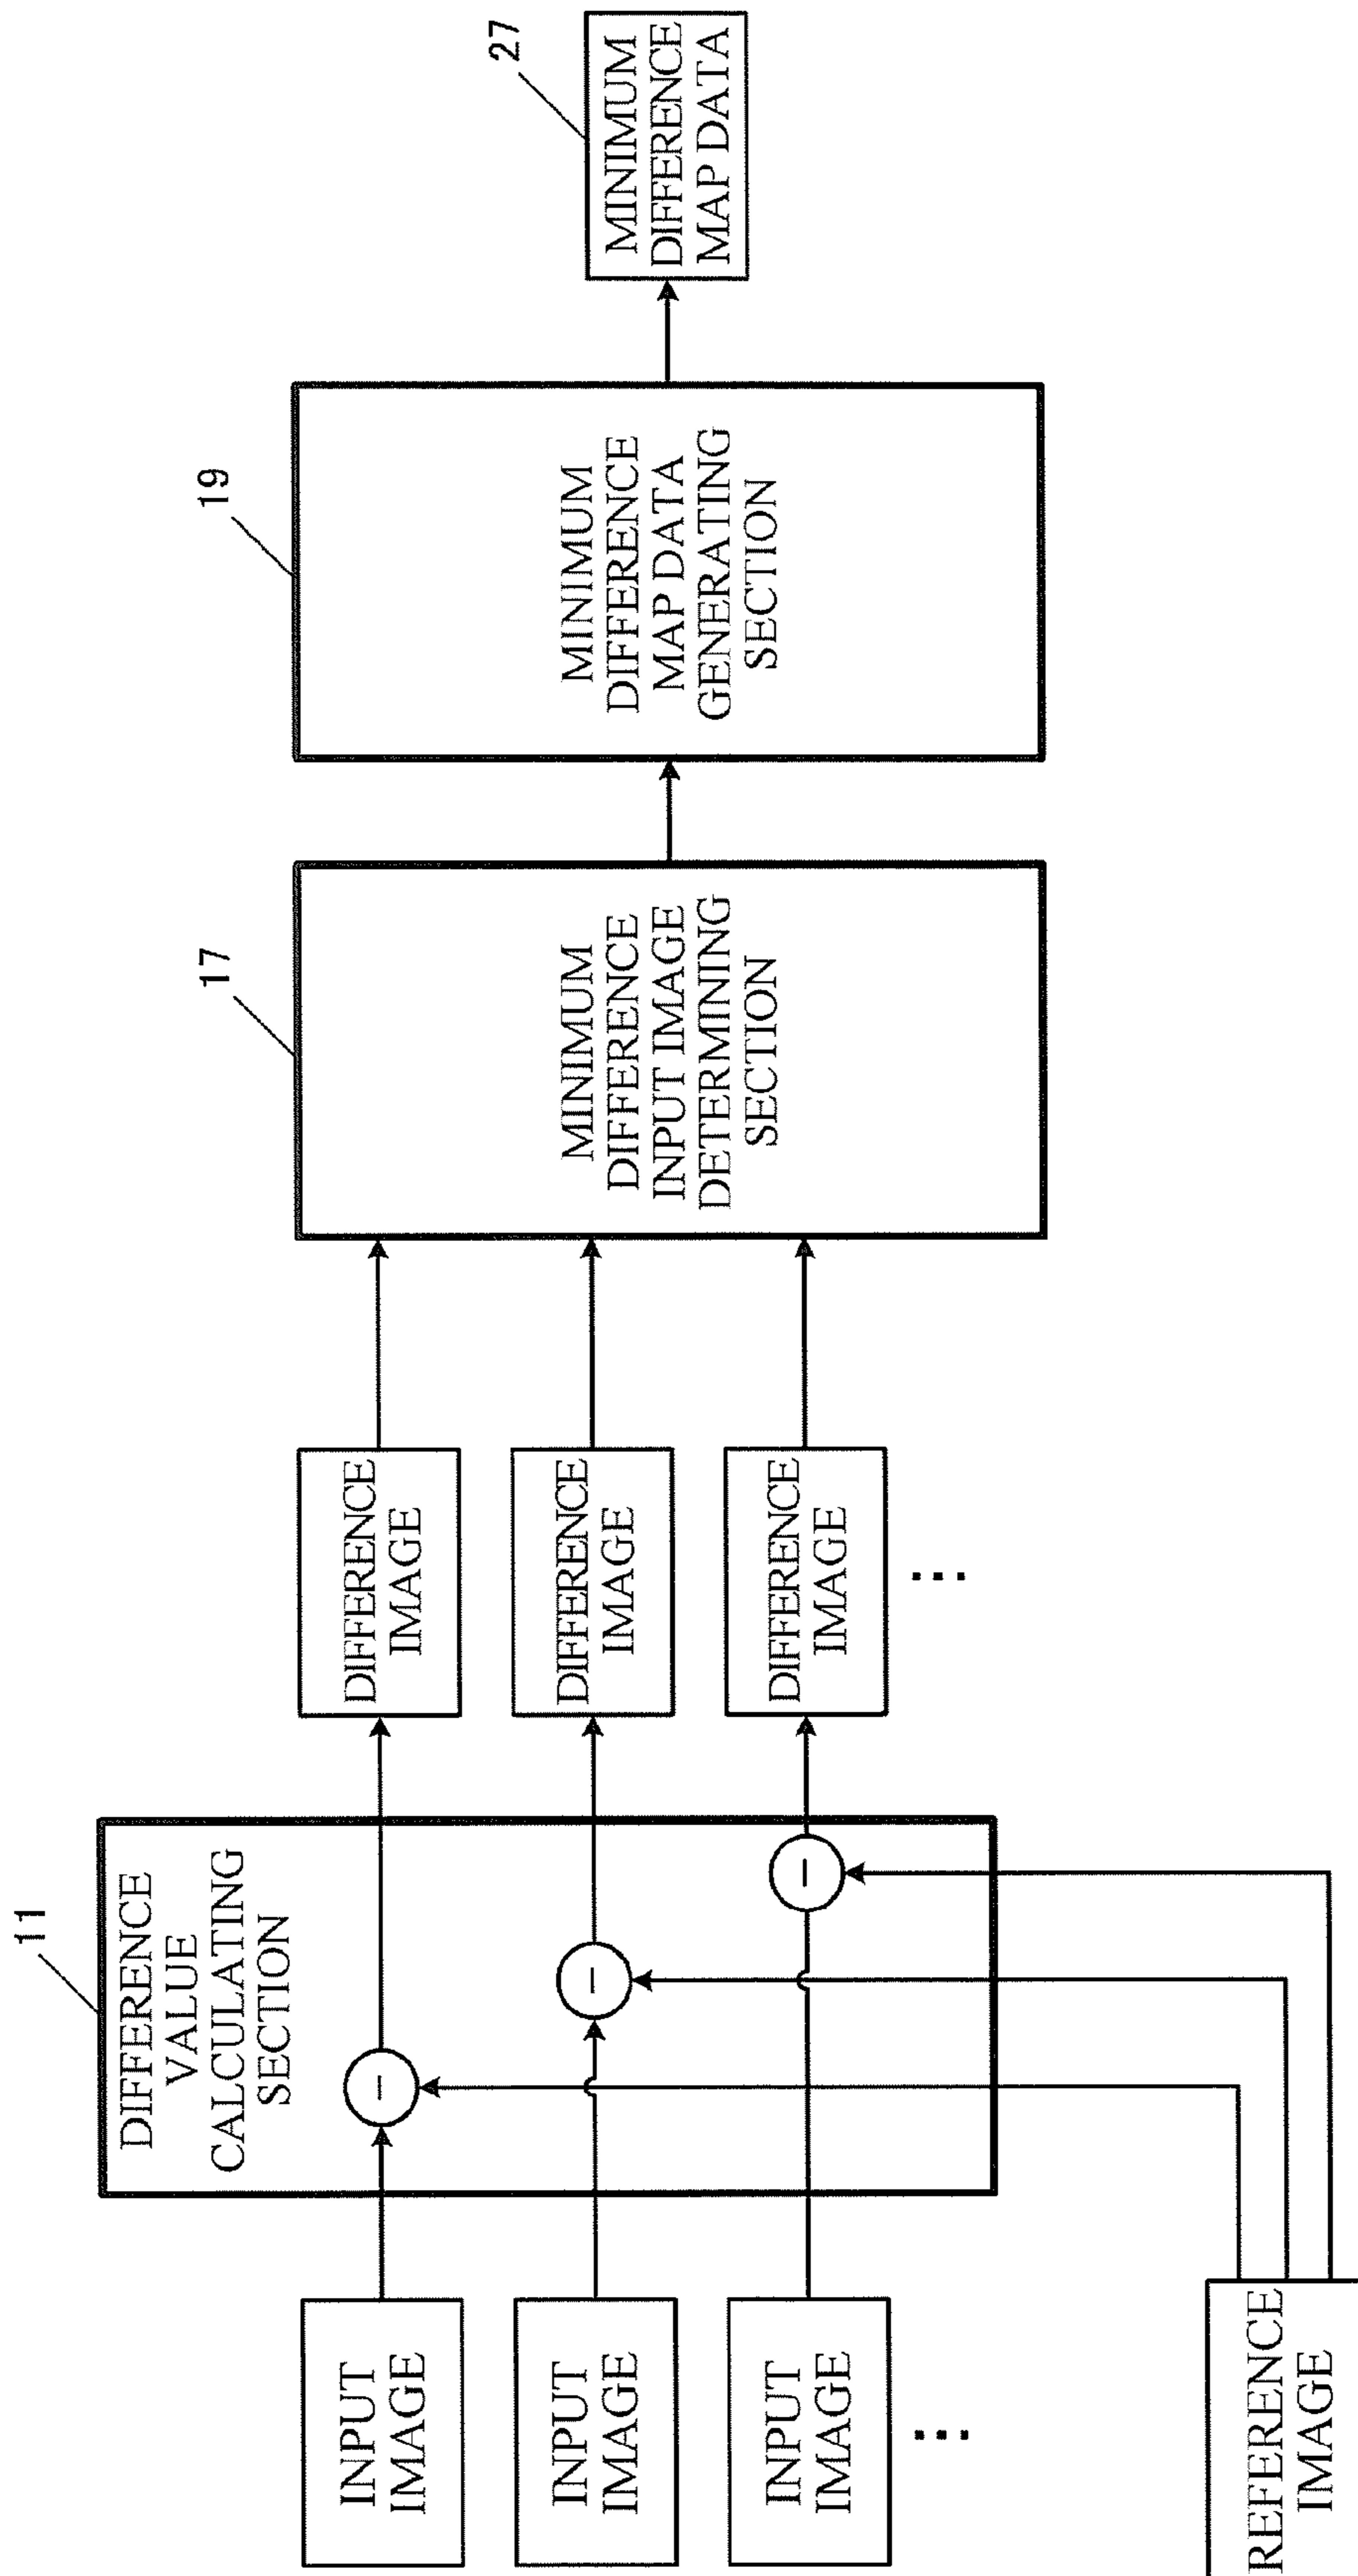 11
DIFFERENCE
VALUE
CALCULATING
SECTION
INPUT
IMAGE
INPUT
IMAGE
INPUT
IMAGE
...
REFERENCE
IMAGE
−
−
−
DIFFERENCE
IMAGE
DIFFERENCE
IMAGE
DIFFERENCE
IMAGE
...
17
MINIMUM
DIFFERENCE
INPUT IMAGE
DETERMINING
SECTION
19
MINIMUM
DIFFERENCE
MAP DATA
GENERATING
SECTION
27
MINIMUM
DIFFERENCE
MAP DATA